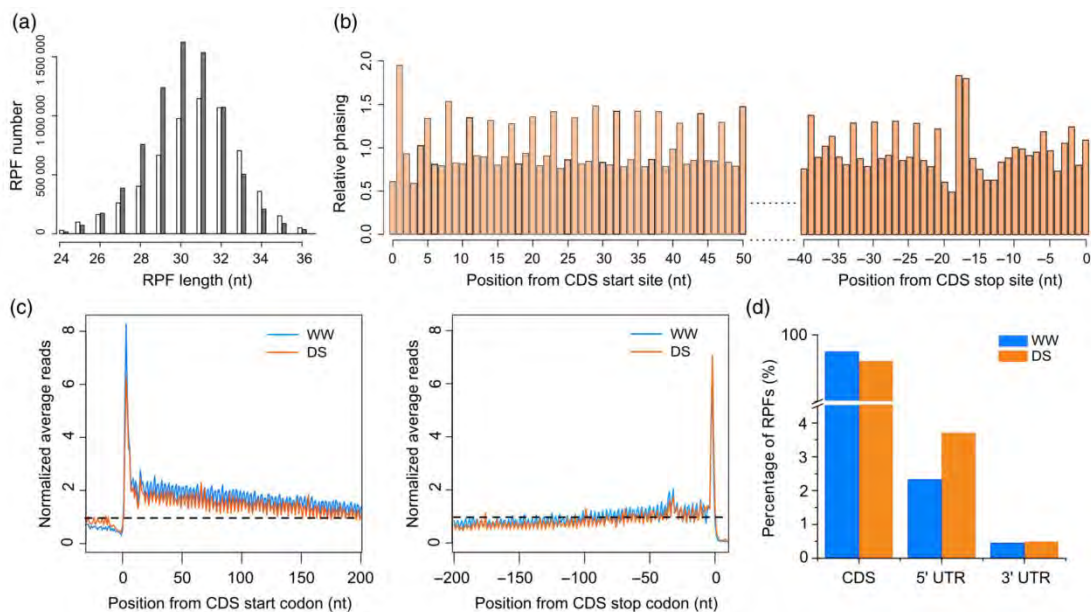 (a)
RPF number
1 500 000
1 000 000
500 000
0
24 26 28 30 32 34 36
RPF length (nt)
(b)
Relative phasing
2.0
1.5
1.0
0.5
0.0
0 5 10 15 20 25 30 35 40 45 50
Position from CDS start site (nt)
−40 −35 −30 −25 −20 −15 −10 −5 0
Position from CDS stop site (nt)
(c)
Normalized average reads
8
6
4
2
0
WW
DS
0 50 100 150 200
Position from CDS start codon (nt)
Normalized average reads
8
6
4
2
0
WW
DS
−200 −150 −100 −50 0
Position from CDS stop codon (nt)
(d)
Percentage of RPFs (%)
100
4
3
2
1
0
WW
DS
CDS 5' UTR 3' UTR